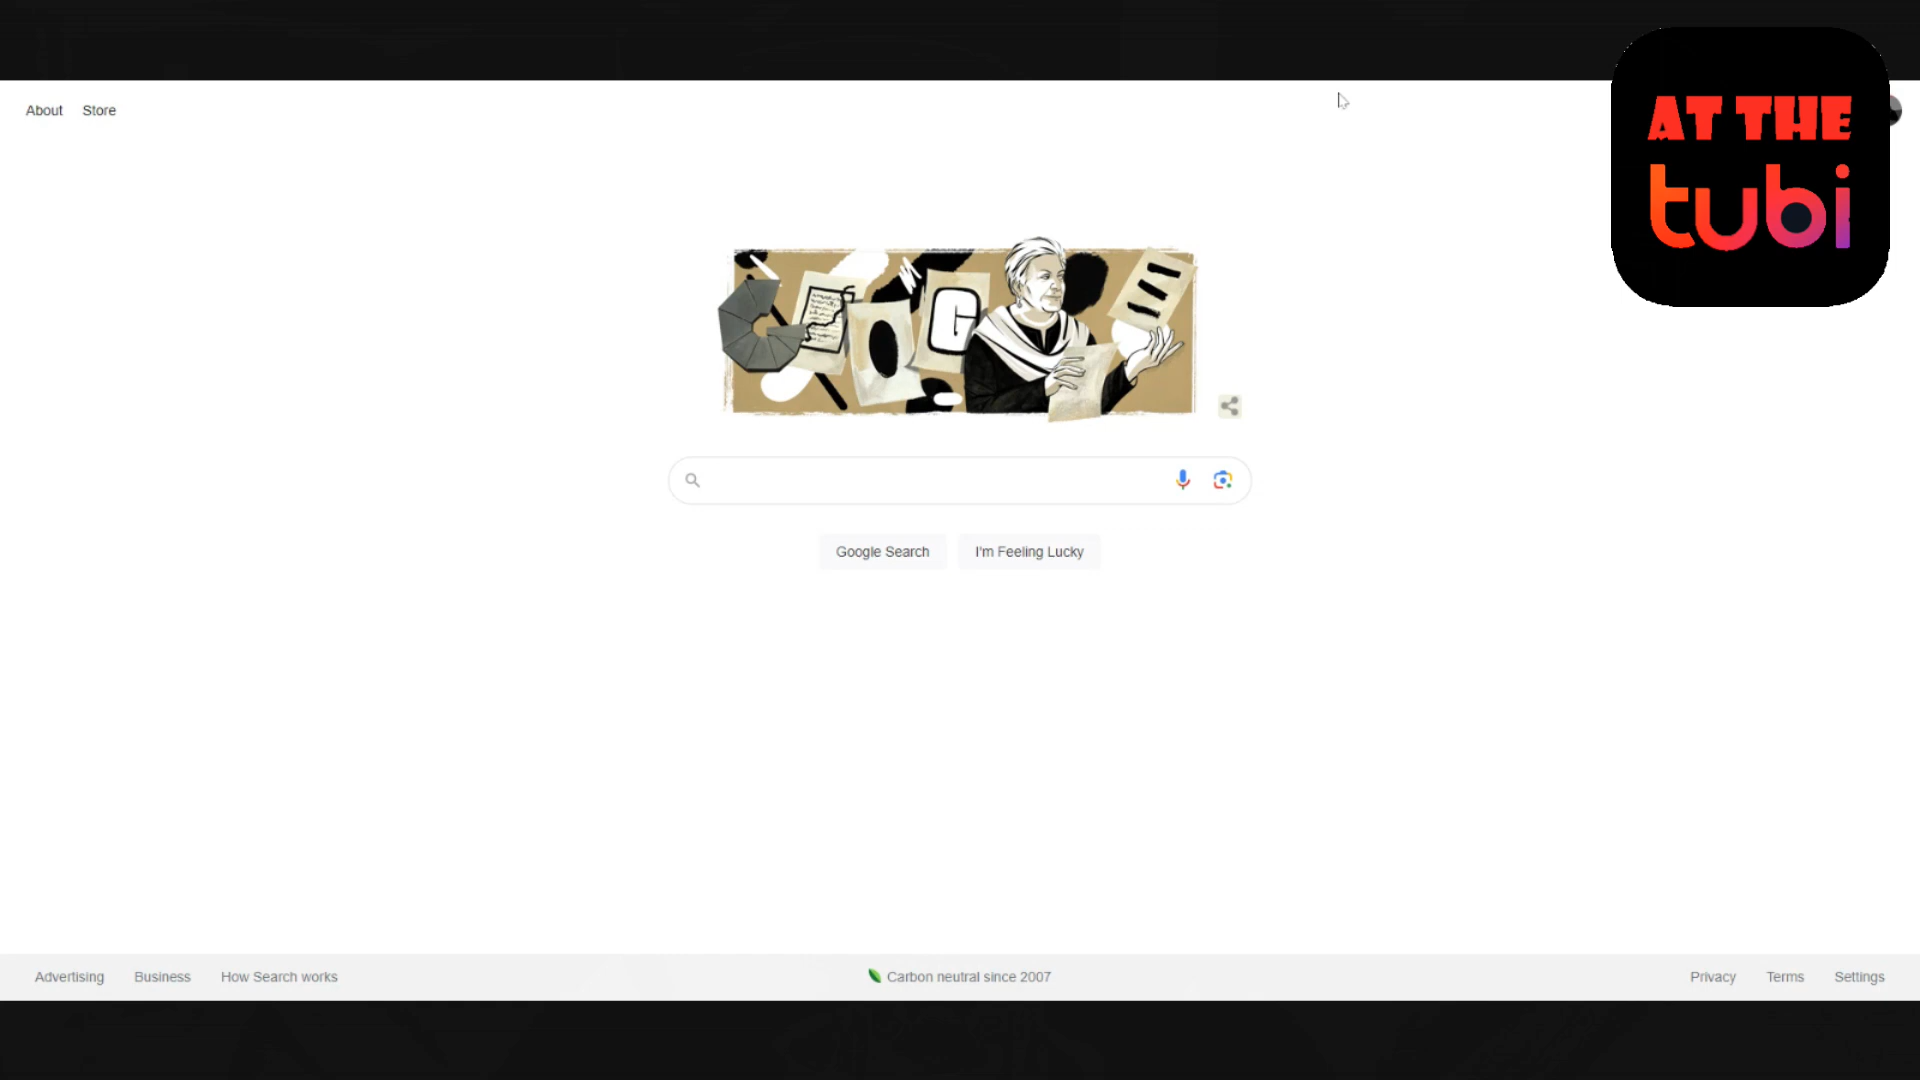 AT THE
tubi
About Store
G
Google Search I'm Feeling Lucky
Advertising Business How Search works
Carbon neutral since 2007
Privacy Terms Settings